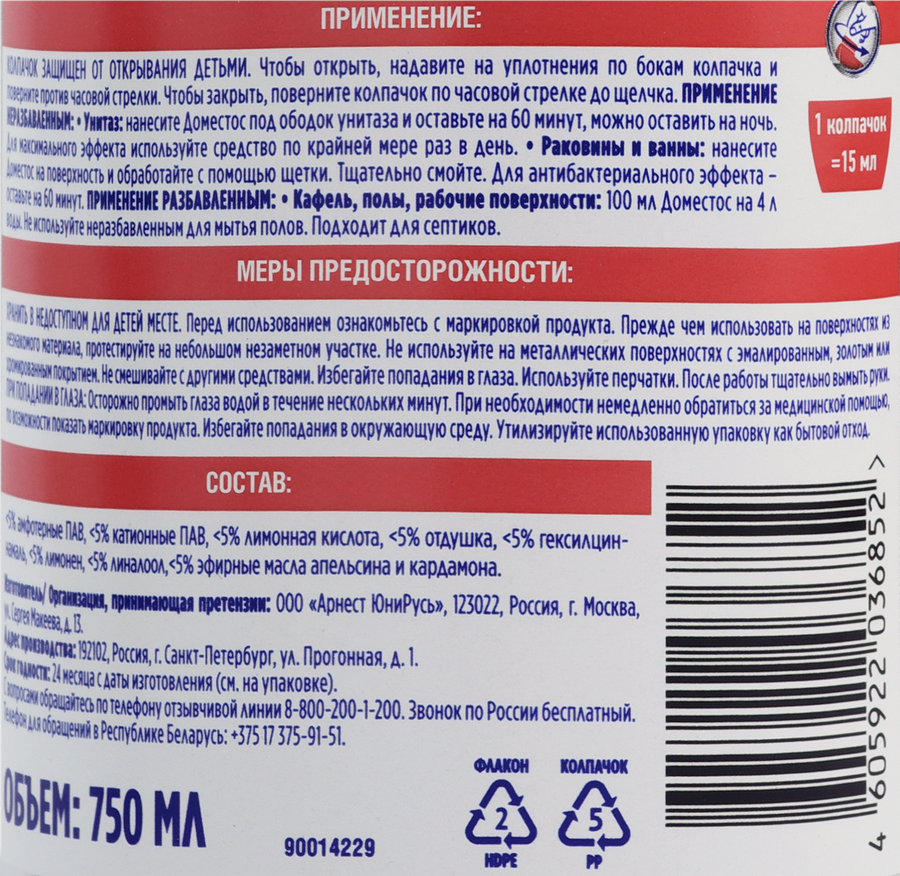 ПРИМЕНЕНИЕ:
КОЛПАЧОК ЗАЩИЩЕН ОТ ОТКРЫВАНИЯ ДЕТЬМИ. Чтобы открыть, надавите на уплотнения по бокам колпачка и
поверните против часовой стрелки. Чтобы закрыть, поверните колпачок по часовой стрелке до щелчка. ПРИМЕНЕНИЕ
НЕРАЗБАВЛЕННЫМ: • Унитаз: нанесите Доместос под ободок унитаза и оставьте на 60 минут, можно оставить на ночь.
Для максимального эффекта используйте средство по крайней мере раз в день. • Раковины и ванны: нанесите
Доместос на поверхность и обработайте с помощью щетки. Тщательно смойте. Для антибактериального эффекта –
оставьте на 60 минут. ПРИМЕНЕНИЕ РАЗБАВЛЕННЫМ: • Кафель, полы, рабочие поверхности: 100 мл Доместос на 4 л
воды. Не используйте неразбавленным для мытья полов. Подходит для септиков.
1 колпачок
=15 мл
МЕРЫ ПРЕДОСТОРОЖНОСТИ:
ХРАНИТЬ В НЕДОСТУПНОМ ДЛЯ ДЕТЕЙ МЕСТЕ. Перед использованием ознакомьтесь с маркировкой продукта. Прежде чем использовать на поверхностях из
незнакомого материала, протестируйте на небольшом незаметном участке. Не используйте на металлических поверхностях с эмалированным, золотым или
хромированным покрытием. Не смешивайте с другими средствами. Избегайте попадания в глаза. Используйте перчатки. После работы тщательно вымыть руки.
ПРИ ПОПАДАНИИ В ГЛАЗА: Осторожно промыть глаза водой в течение нескольких минут. При необходимости немедленно обратиться за медицинской помощью,
по возможности показать маркировку продукта. Избегайте попадания в окружающую среду. Утилизируйте использованную упаковку как бытовой отход.
СОСТАВ:
<5% амфотерные ПАВ, <5% катионные ПАВ, <5% лимонная кислота, <5% отдушка, <5% гексилцин-
намаль, <5% лимонен, <5% линалоол,<5% эфирные масла апельсина и кардамона.
Изготовитель/ Организация, принимающая претензии: ООО «Арнест ЮниРусь», 123022, Россия, г. Москва,
ул. Сергея Макеева, д. 13.
Адрес производства: 192102, Россия, г. Санкт-Петербург, ул. Прогонная, д. 1.
Срок годности: 24 месяца с даты изготовления (см. на упаковке).
С вопросами обращайтесь по телефону отзывчивой линии 8-800-200-1-200. Звонок по России бесплатный.
Телефон для обращений в Республике Беларусь: +375 17 375-91-51.
ОБЪЕМ: 750 МЛ
90014229
ФЛАКОН
2
HDPE
КОЛПАЧОК
5
PP
4 605922 036852 >